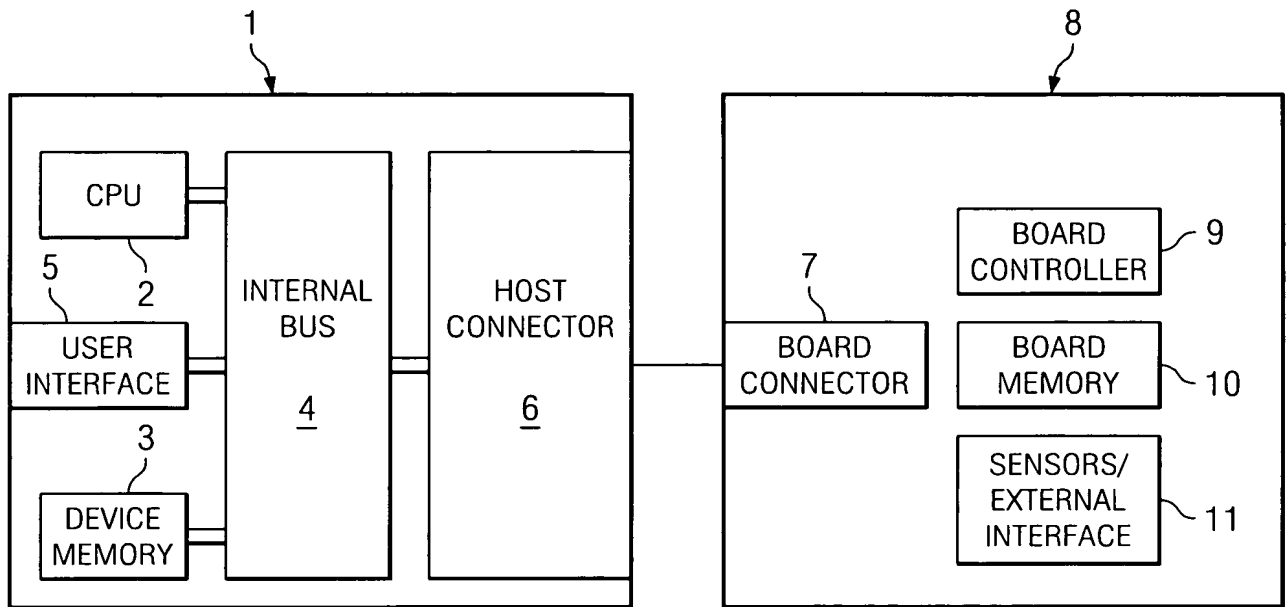 1
8
CPU
2
5
USER
INTERFACE
3
DEVICE
MEMORY
INTERNAL
BUS
4
HOST
CONNECTOR
6
7
BOARD
CONNECTOR
BOARD
CONTROLLER
9
BOARD
MEMORY
10
SENSORS/
EXTERNAL
INTERFACE
11